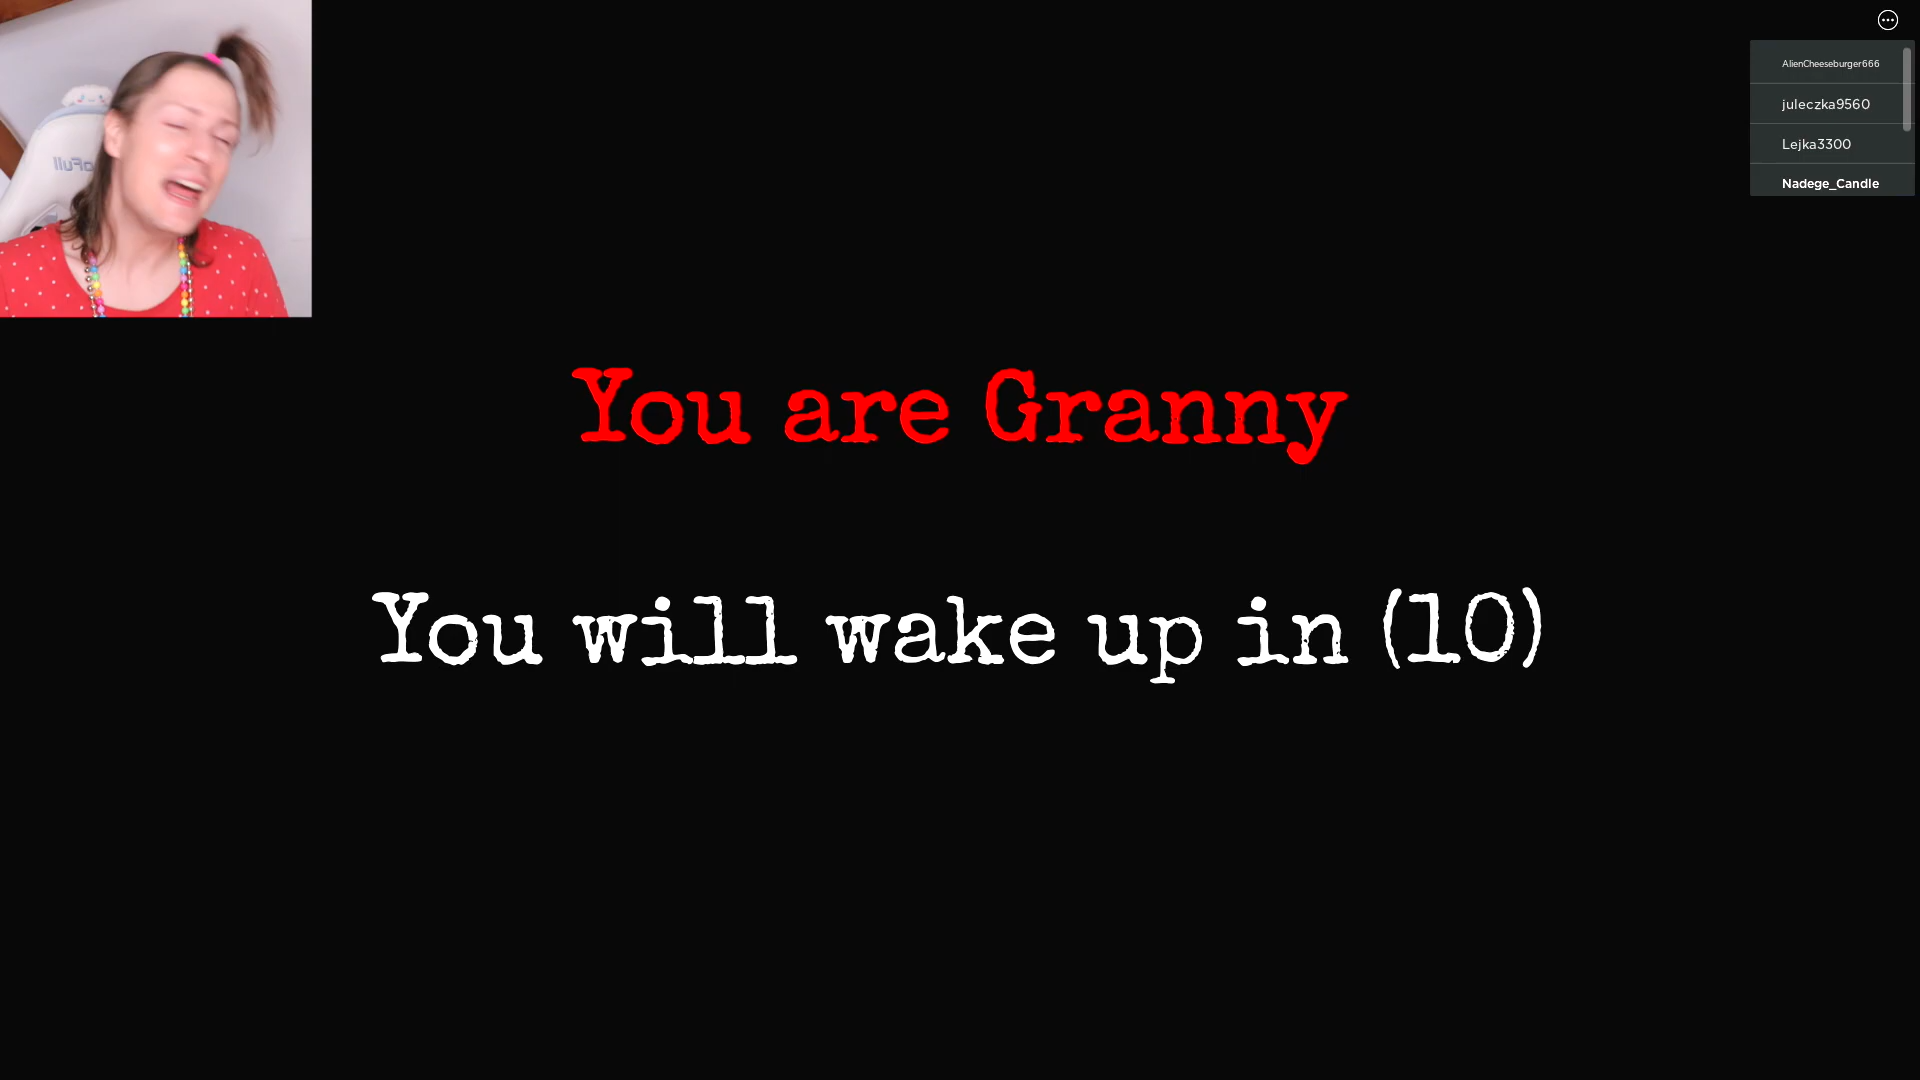 AlienCheeseburger666
juleczka9560
Lejka3300
Nadege_Candle
You are Granny
You will wake up in (10)